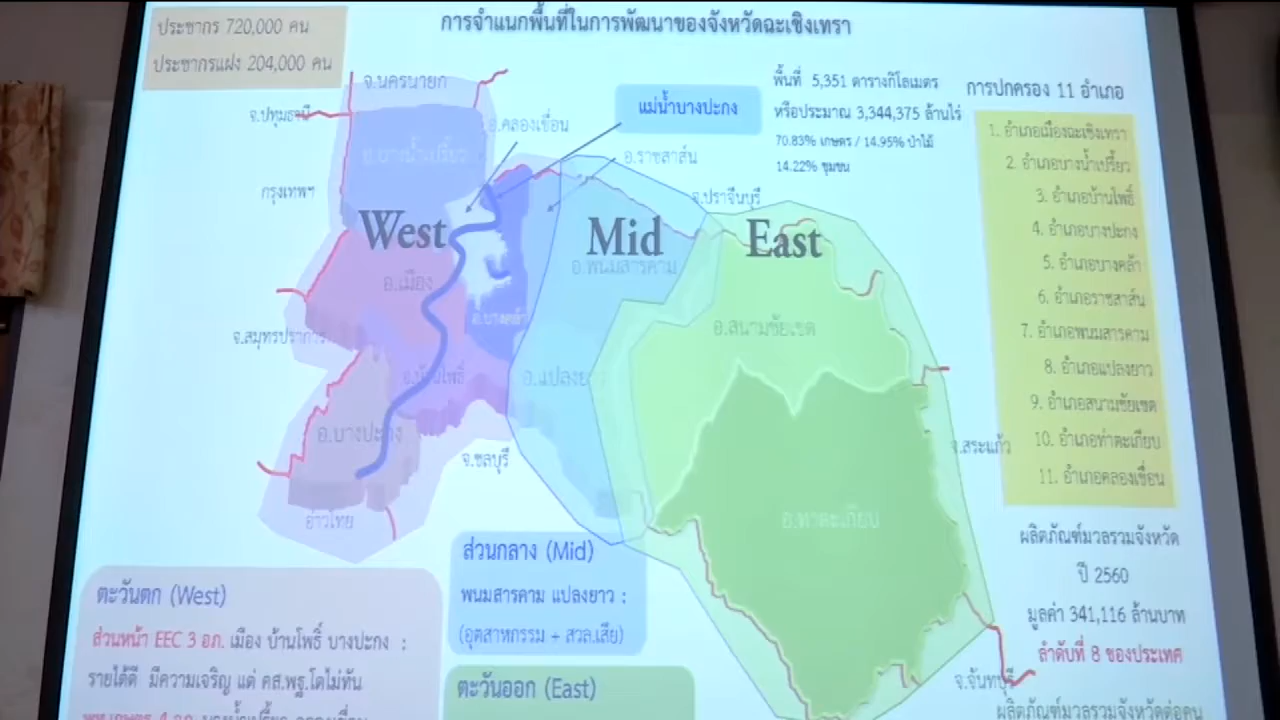 ประชากร 720,000 คน
ประชากรแฝง 204,000 คน
การจำแนกพื้นที่ในการพัฒนาของจังหวัดฉะเชิงเทรา
พื้นที่ 5,351 ตารางกิโลเมตร
หรือประมาณ 3,344,375 ล้านไร่
70.83% เกษตร / 14.95% ป่าไม้
14.22% ชุมชน
การปกครอง 11 อำเภอ
1. อำเภอเมืองฉะเชิงเทรา
2. อำเภอบางน้ำเปรี้ยว
3. อำเภอบ้านโพธิ์
4. อำเภอบางปะกง
5. อำเภอบางคล้า
6. อำเภอราชสาส์น
7. อำเภอพนมสารคาม
8. อำเภอแปลงยาว
9. อำเภอสนามชัยเขต
10. อำเภอท่าตะเกียบ
11. อำเภอคลองเขื่อน
จ.นครนายก
จ.ปทุมธานี
แม่น้ำบางปะกง
อ.คลองเขื่อน
อ.บางน้ำเปรี้ยว
อ.ราชสาส์น
กรุงเทพฯ
จ.ปราจีนบุรี
West
Mid
East
อ.เมือง
อ.พนมสารคาม
อ.บางคล้า
อ.สนามชัยเขต
จ.สมุทรปราการ
อ.บ้านโพธิ์
อ.แปลงยาว
อ.บางปะกง
จ.ชลบุรี
จ.สระแก้ว
อ่าวไทย
อ.ท่าตะเกียบ
จ.จันทบุรี
ผลิตภัณฑ์มวลรวมจังหวัด
ปี 2560
มูลค่า 341,116 ล้านบาท
ลำดับที่ 8 ของประเทศ
ผลิตภัณฑ์มวลรวมจังหวัดต่อคน
ส่วนกลาง (Mid)
พนมสารคาม แปลงยาว :
(อุตสาหกรรม + สวล.เสีย)
ตะวันตก (West)
ส่วนหน้า EEC 3 อภ. เมือง บ้านโพธิ์ บางปะกง :
รายได้ดี มีความเจริญ แต่ คส.พฐ.โตไม่ทัน
ตะวันออก (East)